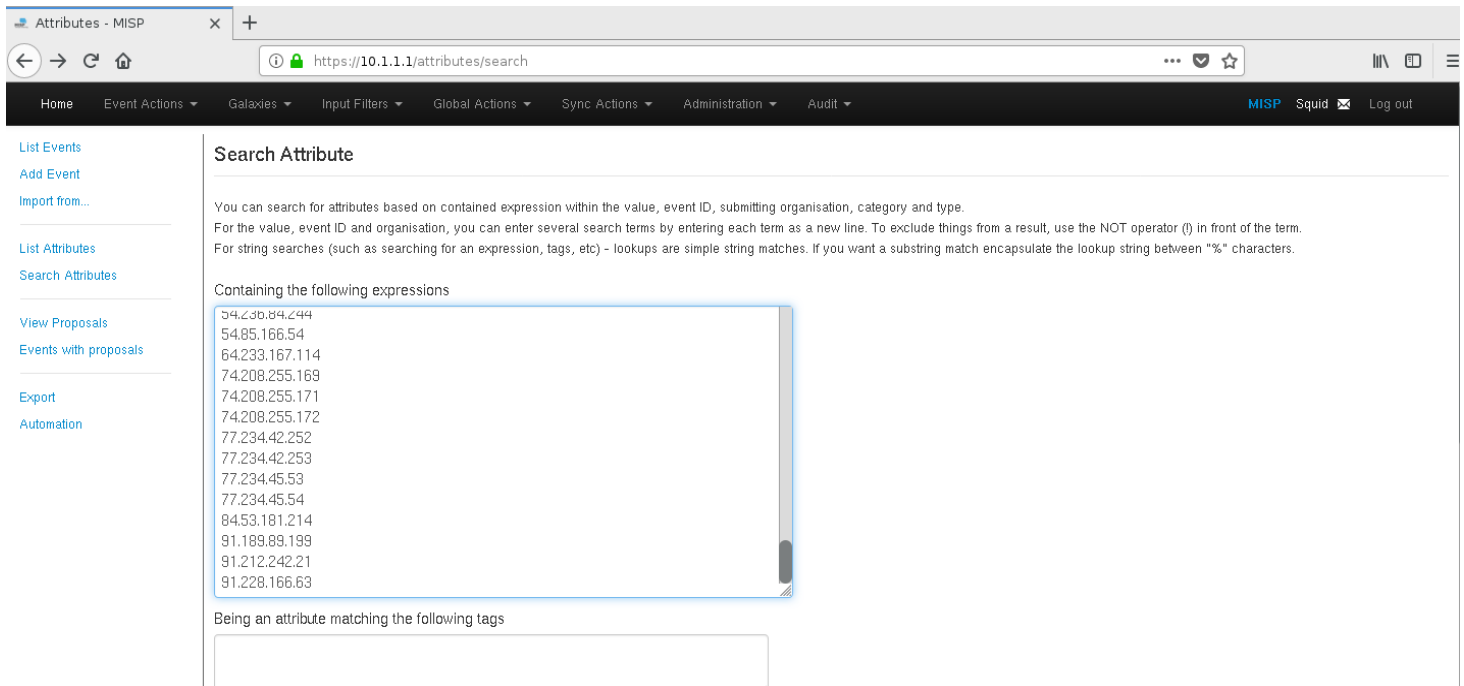 Attributes - MISP
https://10.1.1.1/attributes/search
Home Event Actions Galaxies Input Filters Global Actions Sync Actions Administration Audit MISP Squid Log out
List Events
Add Event
Import from...
List Attributes
Search Attributes
View Proposals
Events with proposals
Export
Automation
Search Attribute
You can search for attributes based on contained expression within the value, event ID, submitting organisation, category and type.
For the value, event ID and organisation, you can enter several search terms by entering each term as a new line. To exclude things from a result, use the NOT operator (!) in front of the term.
For string searches (such as searching for an expression, tags, etc) - lookups are simple string matches. If you want a substring match encapsulate the lookup string between "%" characters.
Containing the following expressions
54.236.84.244
54.85.166.54
64.233.167.114
74.208.255.169
74.208.255.171
74.208.255.172
77.234.42.252
77.234.42.253
77.234.45.53
77.234.45.54
84.53.181.214
91.189.89.199
91.212.242.21
91.228.166.63
Being an attribute matching the following tags